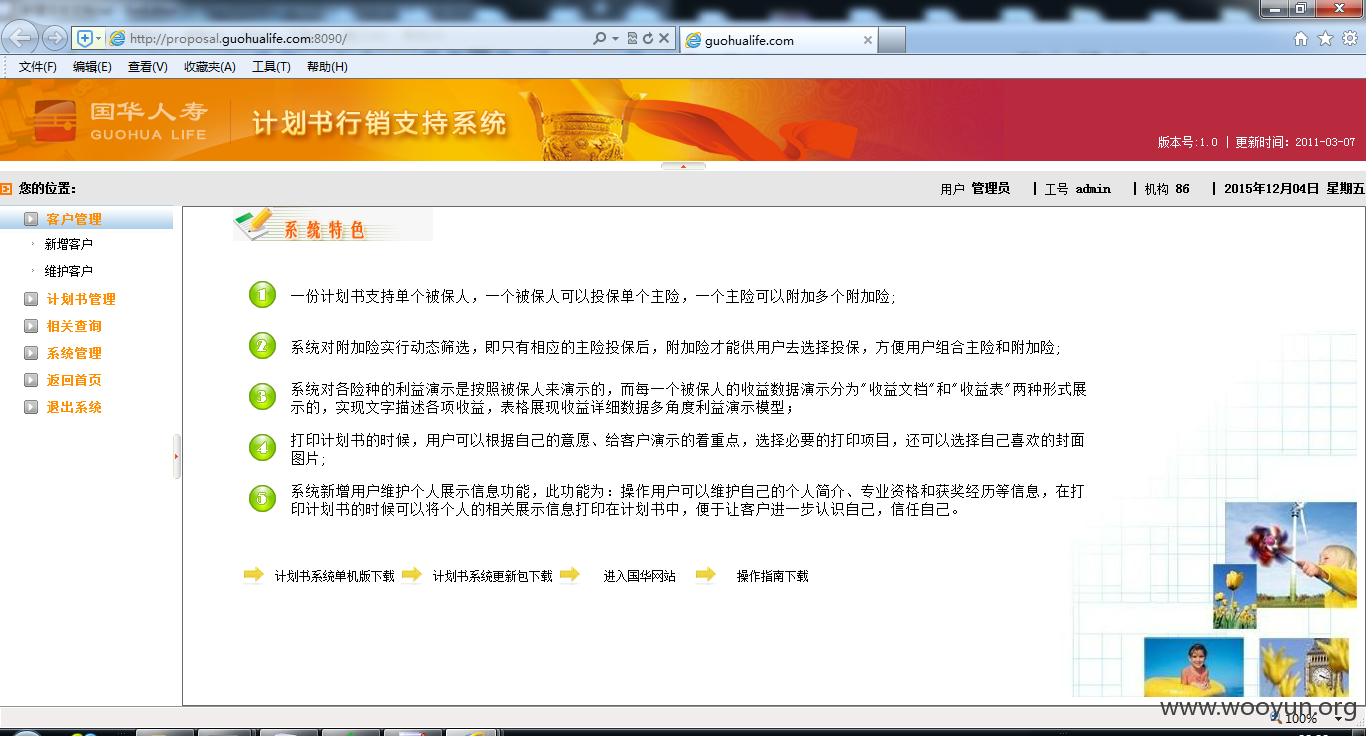 http://proposal.guohualife.com:8090/
guohualife.com
文件(F) 编辑(E) 查看(V) 收藏夹(A) 工具(T) 帮助(H)
国华人寿
GUOHUA LIFE
计划书行销支持系统
版本号:1.0 | 更新时间: 2011-03-07
您的位置:
用户 管理员 | 工号 admin | 机构 86 | 2015年12月04日 星期五
客户管理
新增客户
维护客户
计划书管理
相关查询
系统管理
返回首页
退出系统
系统特色
1 一份计划书支持单个被保人，一个被保人可以投保单个主险，一个主险可以附加多个附加险;
2 系统对附加险实行动态筛选，即只有相应的主险投保后，附加险才能供用户去选择投保，方便用户组合主险和附加险;
3 系统对各险种的利益演示是按照被保人来演示的，而每一个被保人的收益数据演示分为"收益文档"和"收益表"两种形式展
示的，实现文字描述各项收益，表格展现收益详细数据多角度利益演示模型；
4 打印计划书的时候，用户可以根据自己的意愿、给客户演示的着重点，选择必要的打印项目，还可以选择自己喜欢的封面
图片;
5 系统新增用户维护个人展示信息功能，此功能为：操作用户可以维护自己的个人简介、专业资格和获奖经历等信息，在打
印计划书的时候可以将个人的相关展示信息打印在计划书中，便于让客户进一步认识自己，信任自己。
计划书系统单机版下载 计划书系统更新包下载 进入国华网站 操作指南下载
www.wooyun.org
100%